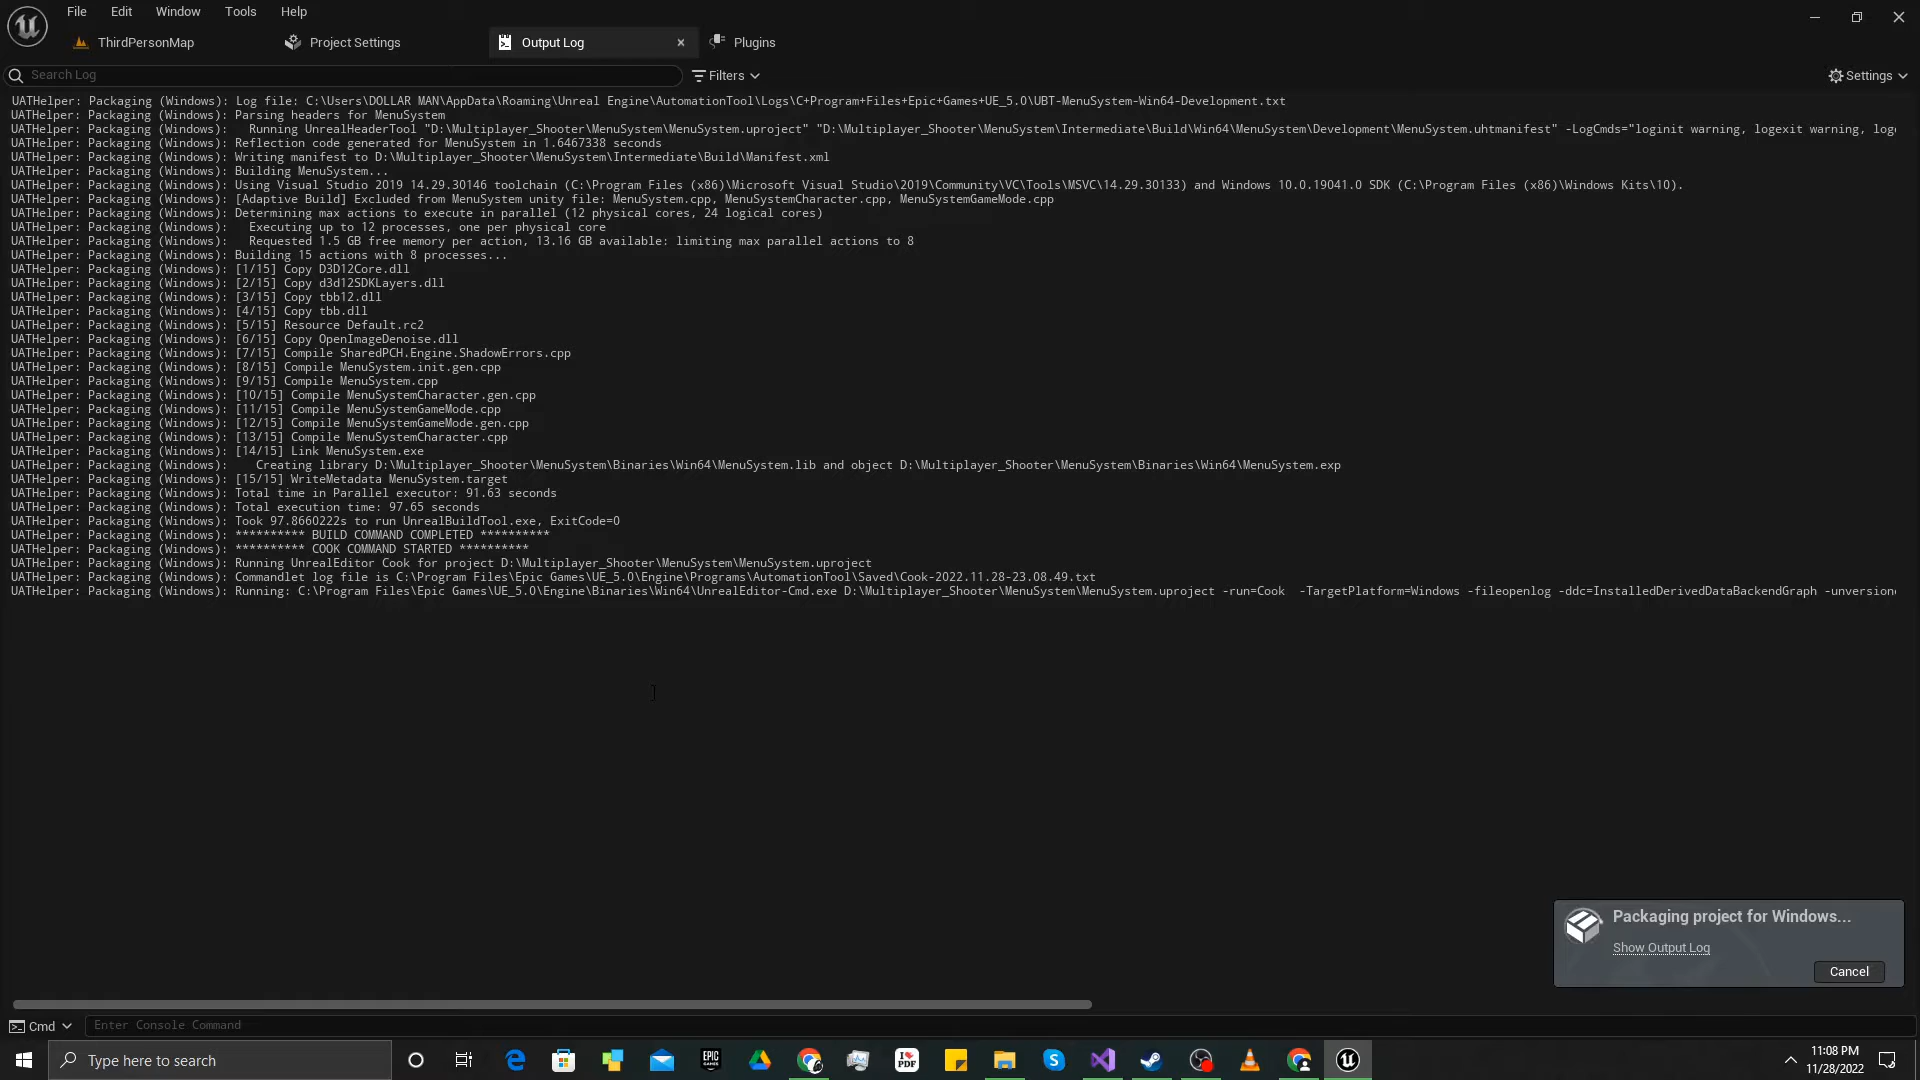 File Edit Window Tools Help
ThirdPersonMap Project Settings Output Log Plugins
Search Log Filters Settings
UATHelper: Packaging (Windows): Log file: C:\Users\DOLLAR MAN\AppData\Roaming\Unreal Engine\AutomationTool\Logs\C+Program+Files+Epic+Games+UE_5.0\UBT-MenuSystem-Win64-Development.txt
UATHelper: Packaging (Windows): Parsing headers for MenuSystem
UATHelper: Packaging (Windows):   Running UnrealHeaderTool "D:\Multiplayer_Shooter\MenuSystem\MenuSystem.uproject" "D:\Multiplayer_Shooter\MenuSystem\Intermediate\Build\Win64\MenuSystem\Development\MenuSystem.uhtmanifest" -LogCmds="loginit warning, logexit warning, log
UATHelper: Packaging (Windows): Reflection code generated for MenuSystem in 1.6467338 seconds
UATHelper: Packaging (Windows): Writing manifest to D:\Multiplayer_Shooter\MenuSystem\Intermediate\Build\Manifest.xml
UATHelper: Packaging (Windows): Building MenuSystem...
UATHelper: Packaging (Windows): Using Visual Studio 2019 14.29.30146 toolchain (C:\Program Files (x86)\Microsoft Visual Studio\2019\Community\VC\Tools\MSVC\14.29.30133) and Windows 10.0.19041.0 SDK (C:\Program Files (x86)\Windows Kits\10).
UATHelper: Packaging (Windows): [Adaptive Build] Excluded from MenuSystem unity file: MenuSystem.cpp, MenuSystemCharacter.cpp, MenuSystemGameMode.cpp
UATHelper: Packaging (Windows): Determining max actions to execute in parallel (12 physical cores, 24 logical cores)
UATHelper: Packaging (Windows):   Executing up to 12 processes, one per physical core
UATHelper: Packaging (Windows):   Requested 1.5 GB free memory per action, 13.16 GB available: limiting max parallel actions to 8
UATHelper: Packaging (Windows): Building 15 actions with 8 processes...
UATHelper: Packaging (Windows): [1/15] Copy D3D12Core.dll
UATHelper: Packaging (Windows): [2/15] Copy d3d12SDKLayers.dll
UATHelper: Packaging (Windows): [3/15] Copy tbb12.dll
UATHelper: Packaging (Windows): [4/15] Copy tbb.dll
UATHelper: Packaging (Windows): [5/15] Resource Default.rc2
UATHelper: Packaging (Windows): [6/15] Copy OpenImageDenoise.dll
UATHelper: Packaging (Windows): [7/15] Compile SharedPCH.Engine.ShadowErrors.cpp
UATHelper: Packaging (Windows): [8/15] Compile MenuSystem.init.gen.cpp
UATHelper: Packaging (Windows): [9/15] Compile MenuSystem.cpp
UATHelper: Packaging (Windows): [10/15] Compile MenuSystemCharacter.gen.cpp
UATHelper: Packaging (Windows): [11/15] Compile MenuSystemGameMode.cpp
UATHelper: Packaging (Windows): [12/15] Compile MenuSystemGameMode.gen.cpp
UATHelper: Packaging (Windows): [13/15] Compile MenuSystemCharacter.cpp
UATHelper: Packaging (Windows): [14/15] Link MenuSystem.exe
UATHelper: Packaging (Windows):    Creating library D:\Multiplayer_Shooter\MenuSystem\Binaries\Win64\MenuSystem.lib and object D:\Multiplayer_Shooter\MenuSystem\Binaries\Win64\MenuSystem.exp
UATHelper: Packaging (Windows): [15/15] WriteMetadata MenuSystem.target
UATHelper: Packaging (Windows): Total time in Parallel executor: 91.63 seconds
UATHelper: Packaging (Windows): Total execution time: 97.65 seconds
UATHelper: Packaging (Windows): Took 97.8660222s to run UnrealBuildTool.exe, ExitCode=0
UATHelper: Packaging (Windows): ********** BUILD COMMAND COMPLETED **********
UATHelper: Packaging (Windows): ********** COOK COMMAND STARTED **********
UATHelper: Packaging (Windows): Running UnrealEditor Cook for project D:\Multiplayer_Shooter\MenuSystem\MenuSystem.uproject
UATHelper: Packaging (Windows): Commandlet log file is C:\Program Files\Epic Games\UE_5.0\Engine\Programs\AutomationTool\Saved\Cook-2022.11.28-23.08.49.txt
UATHelper: Packaging (Windows): Running: C:\Program Files\Epic Games\UE_5.0\Engine\Binaries\Win64\UnrealEditor-Cmd.exe D:\Multiplayer_Shooter\MenuSystem\MenuSystem.uproject -run=Cook  -TargetPlatform=Windows -fileopenlog -ddc=InstalledDerivedDataBackendGraph -unversion
Packaging project for Windows...
Show Output Log
Cancel
Cmd Enter Console Command
Type here to search
EPIC GAMES
PDF
11:08 PM
11/28/2022